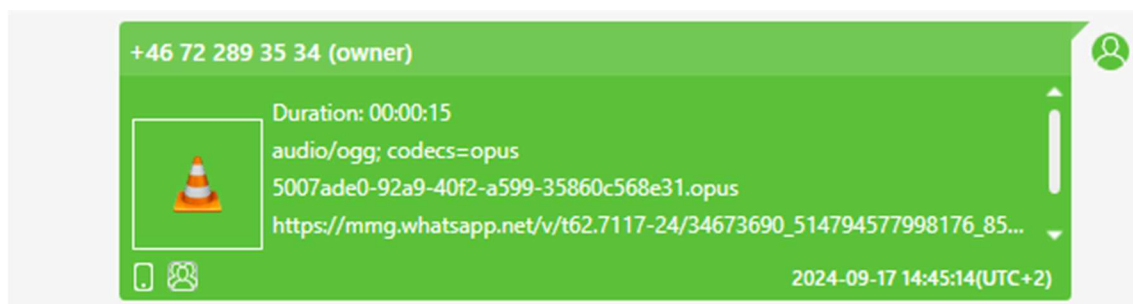 +46 72 289 35 34 (owner)
Duration: 00:00:15
audio/ogg; codecs=opus
5007ade0-92a9-40f2-a599-35860c568e31.opus
https://mmg.whatsapp.net/v/t62.7117-24/34673690_514794577998176_85...
2024-09-17 14:45:14(UTC+2)